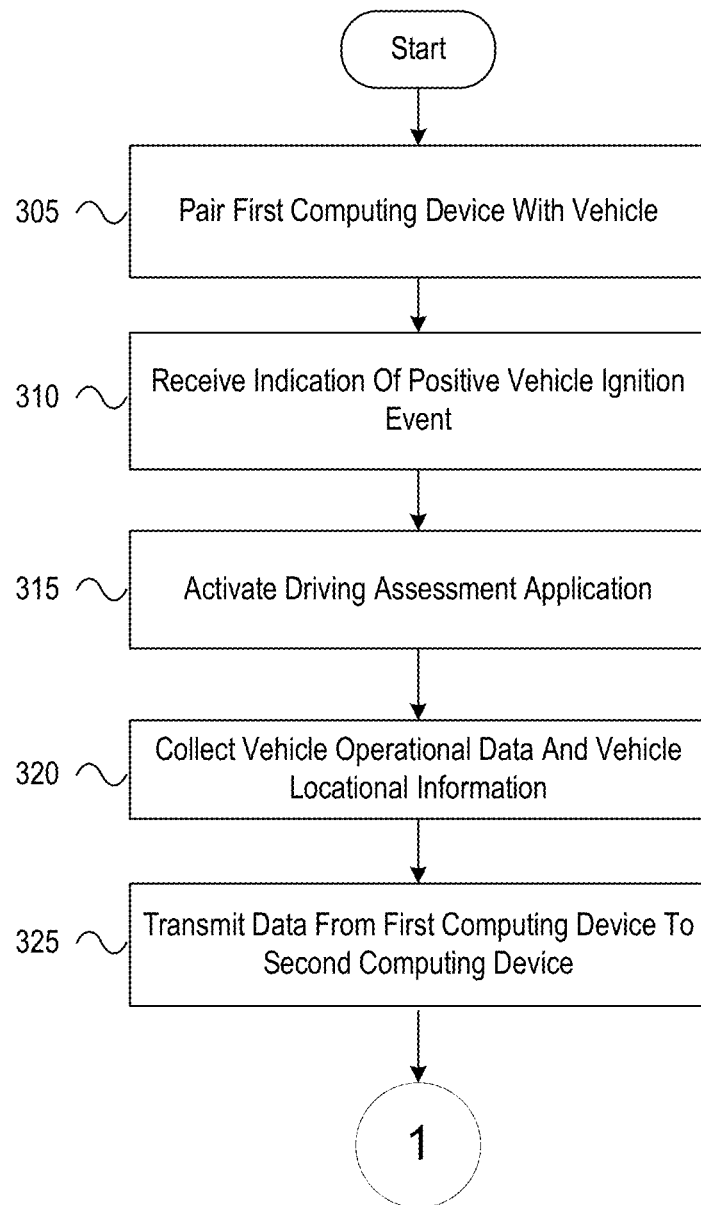 Start
305
Pair First Computing Device With Vehicle
310
Receive Indication Of Positive Vehicle Ignition
Event
315
Activate Driving Assessment Application
320
Collect Vehicle Operational Data And Vehicle
Locational Information
325
Transmit Data From First Computing Device To
Second Computing Device
1